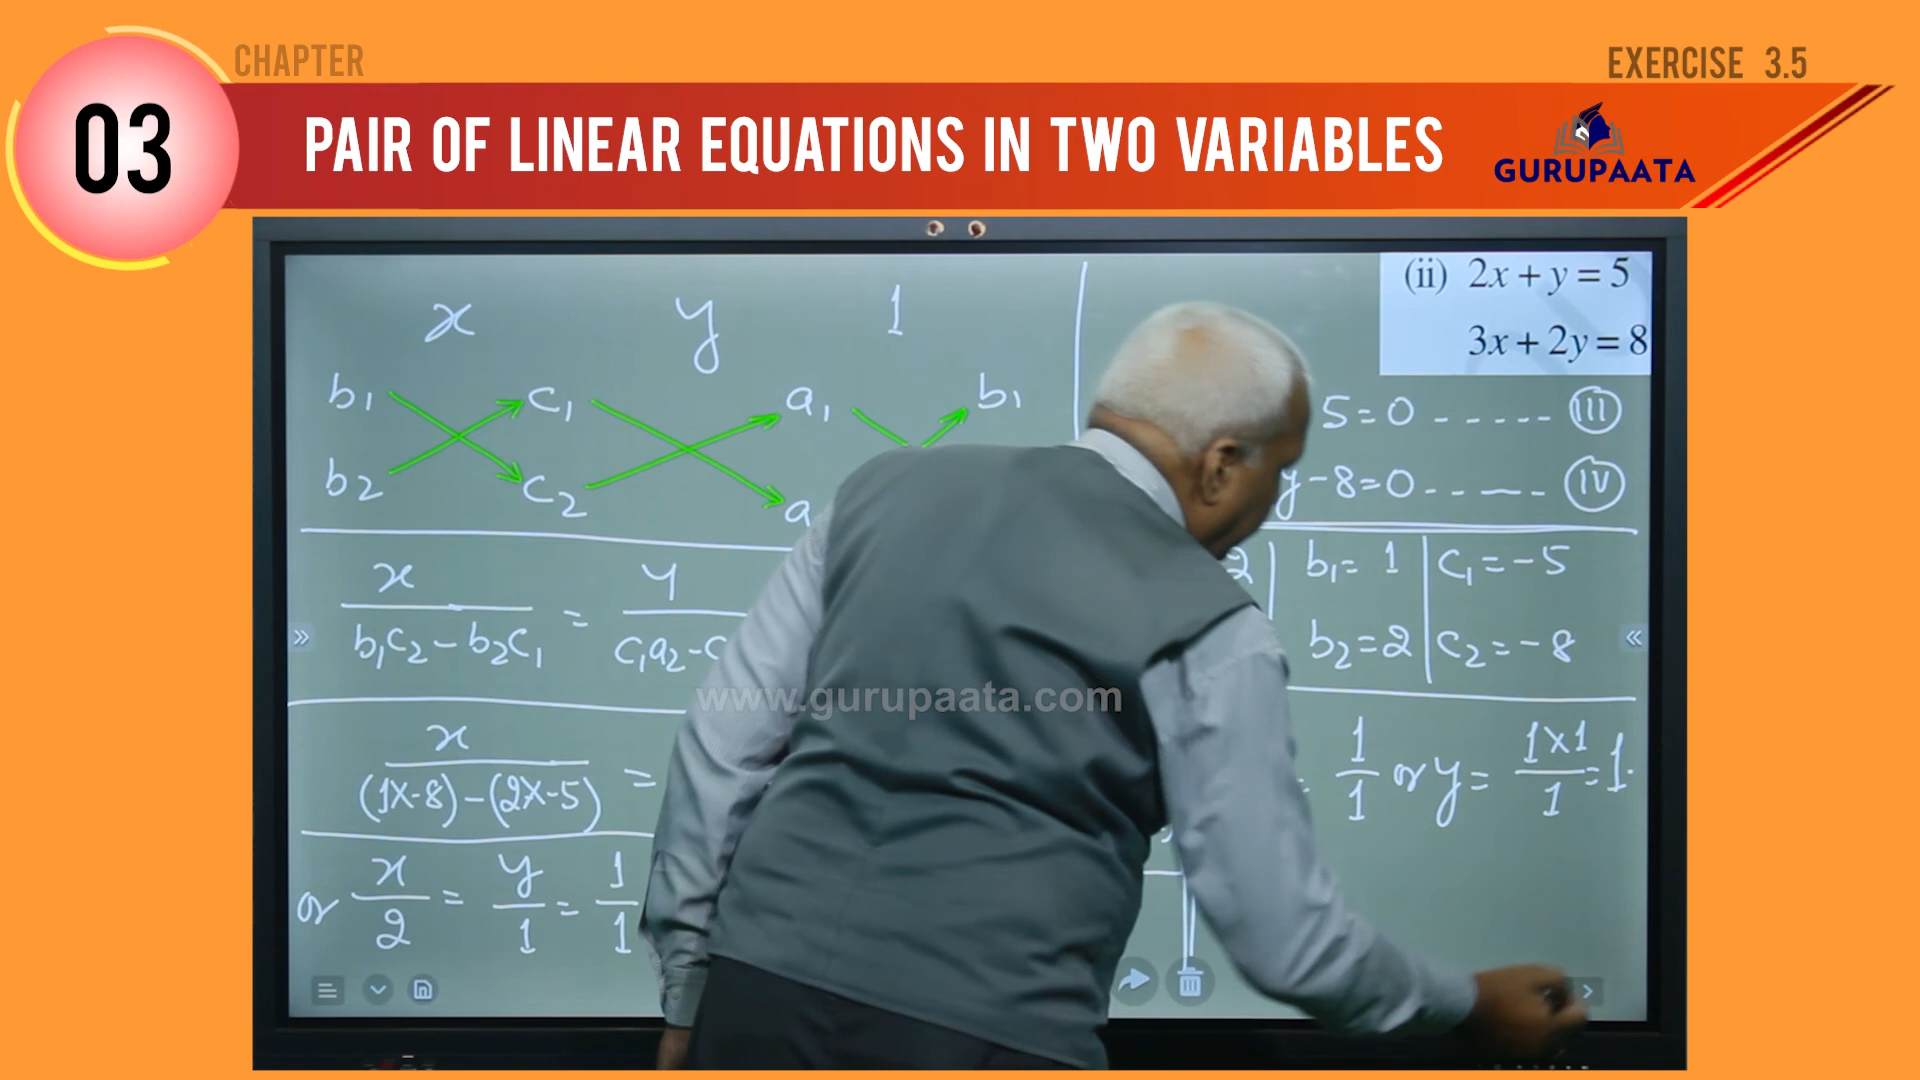 CHAPTER
EXERCISE 3.5
03
PAIR OF LINEAR EQUATIONS IN TWO VARIABLES
GURUPAATA
(ii) 2x + y = 5
3x + 2y = 8
x y 1
b₁ c₁ a₁ b₁
b₂ c₂ a
5=0 ----- (III)
y-8=0 ----- (IV)
x/(b₁c₂-b₂c₁) = y/(c₁a₂-c
2 | b₁= 1 | c₁=-5
b₂=2 | c₂=-8
www.gurupaata.com
x/((1x-8)-(2x-5)) =
= 1/1 or y= 1x1/1 =1.
or x/2 = y/1 = 1/1